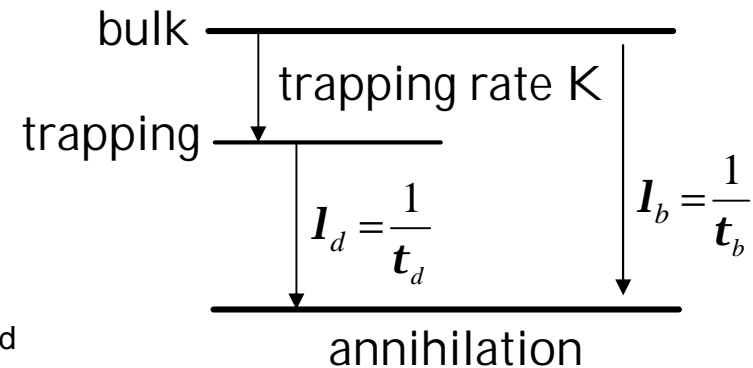 bulk
trapping rate K
trapping
l_d = 1/t_d
l_b = 1/t_b
d
annihilation